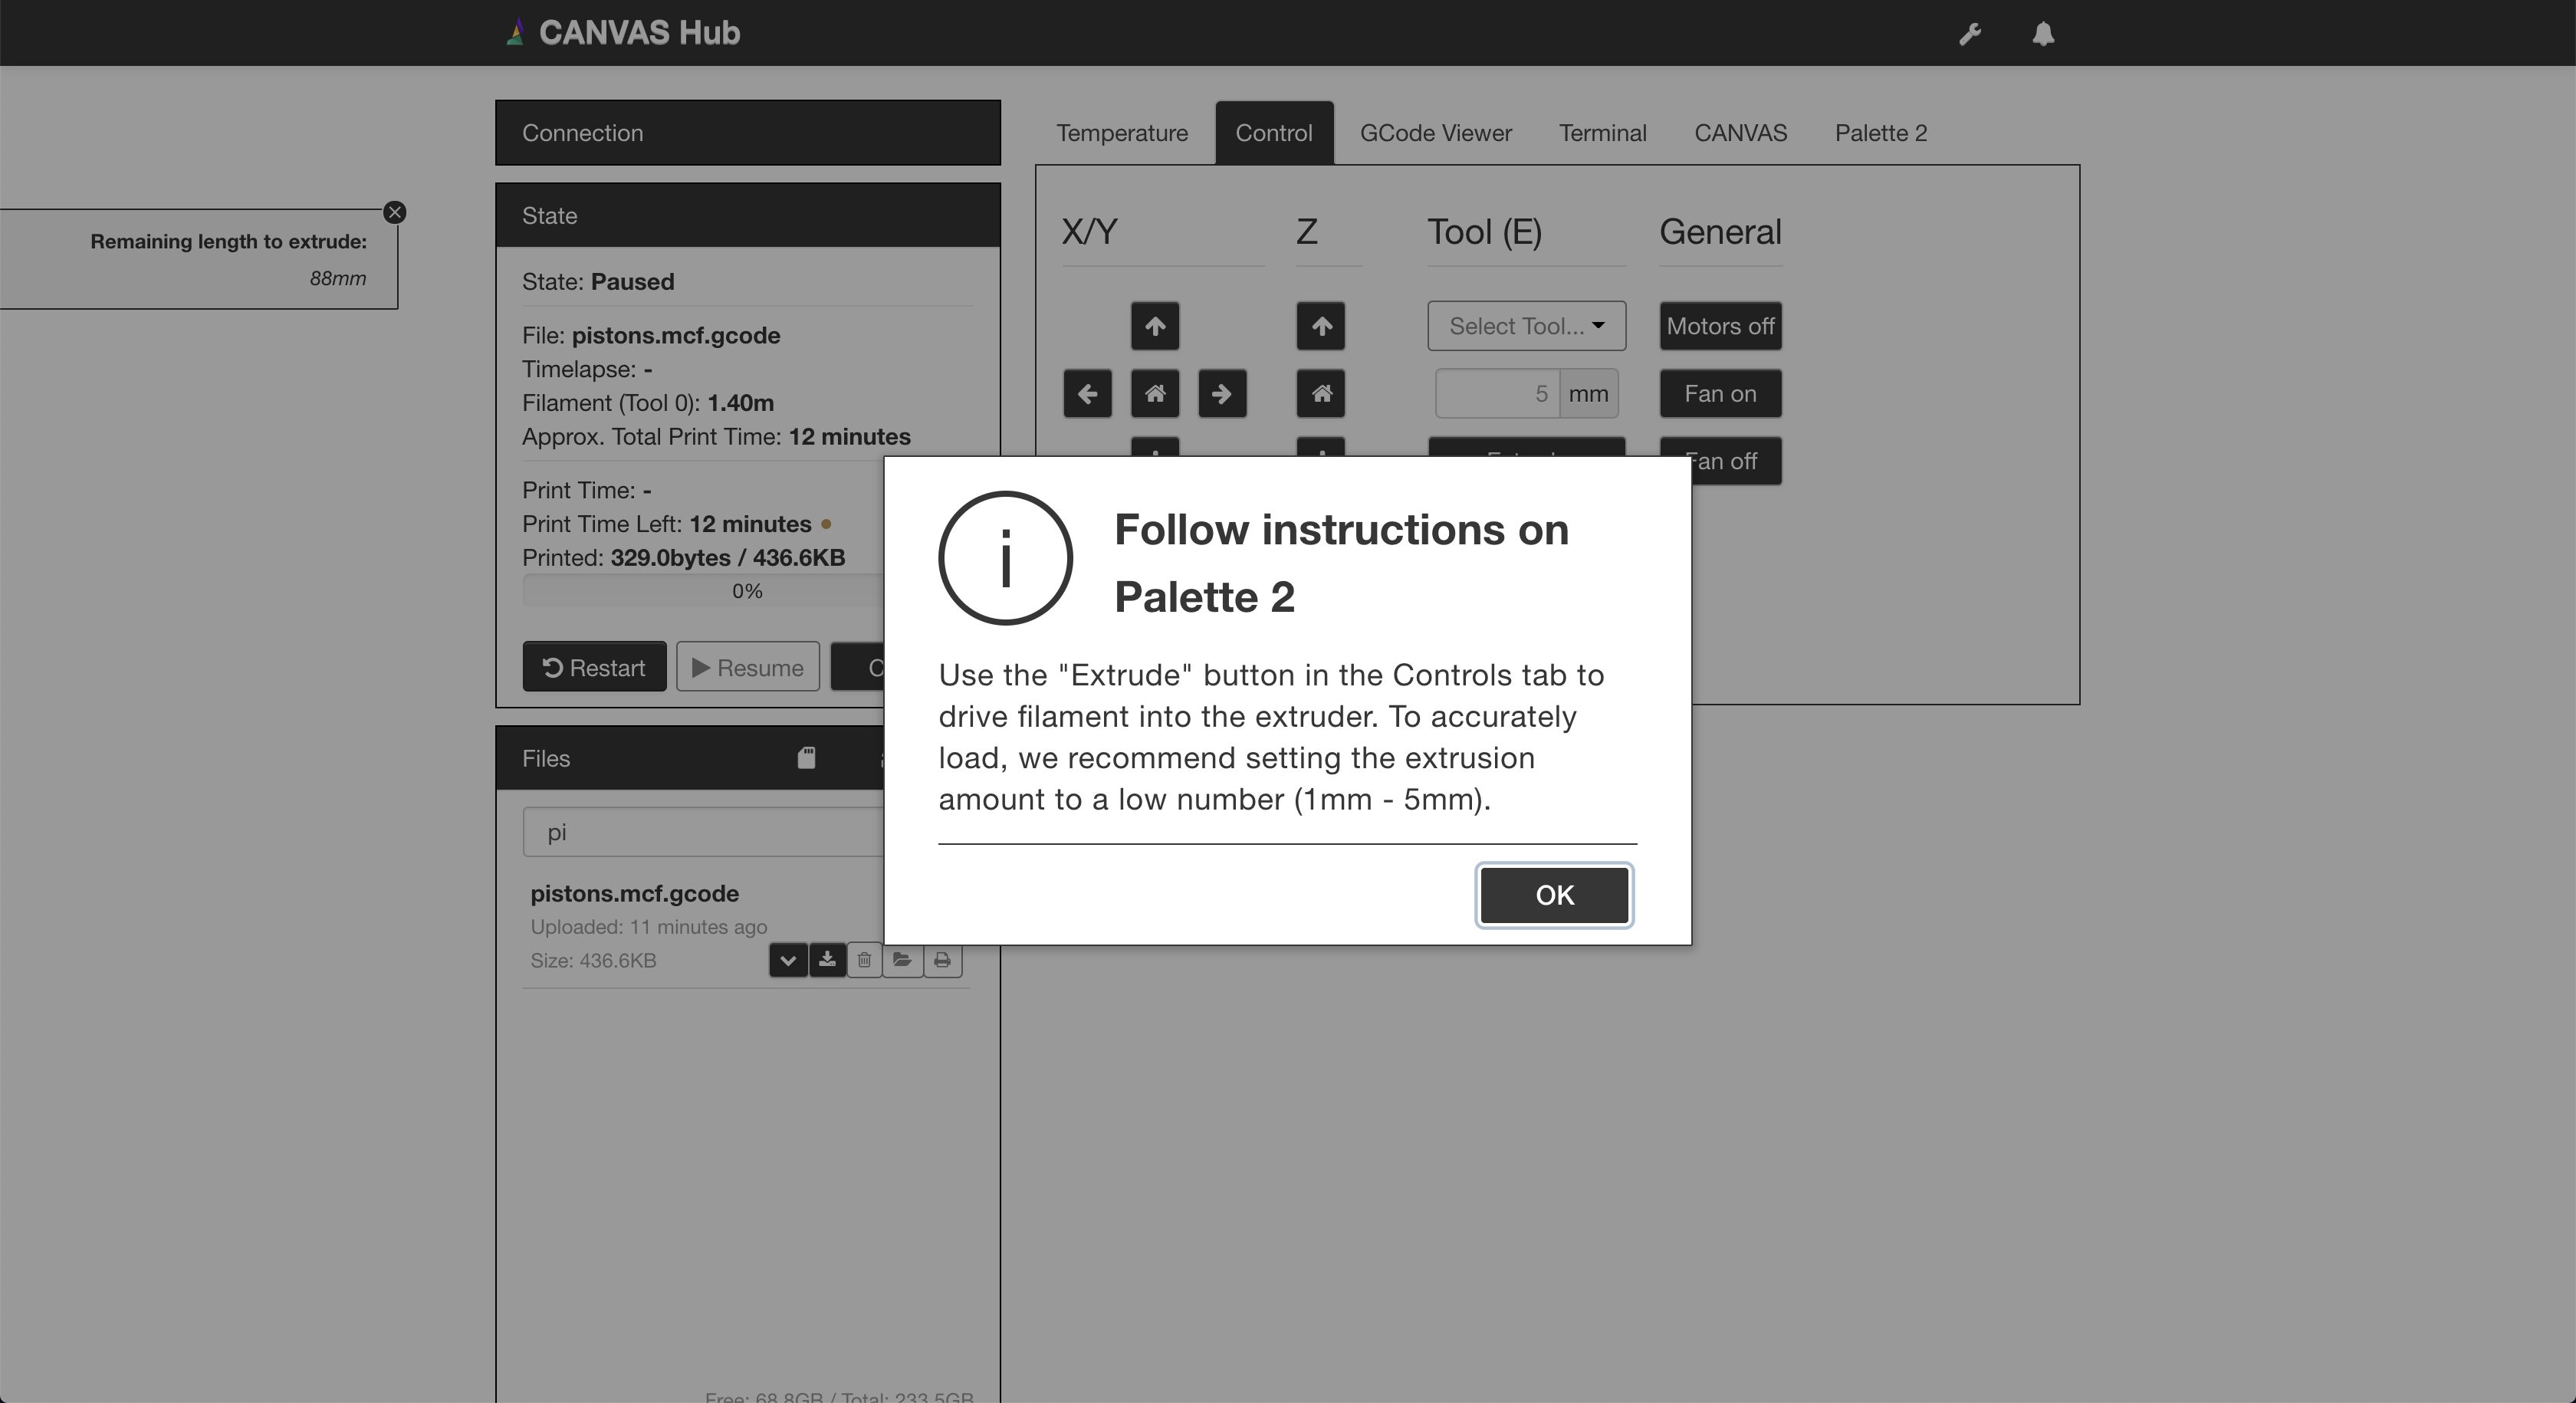 CANVAS Hub
Remaining length to extrude:
88mm
Connection
State
State: Paused
File: pistons.mcf.gcode
Timelapse: -
Filament (Tool 0): 1.40m
Approx. Total Print Time: 12 minutes
Print Time: -
Print Time Left: 12 minutes
Printed: 329.0bytes / 436.6KB
0%
Restart
Resume
C
Files
pi
pistons.mcf.gcode
Uploaded: 11 minutes ago
Size: 436.6KB
Free: 68.8GB / Total: 233.5GB
Temperature
Control
GCode Viewer
Terminal
CANVAS
Palette 2
X/Y
Z
Tool (E)
General
Select Tool...
Motors off
5 mm
Fan on
Fan off
Follow instructions on
Palette 2
Use the "Extrude" button in the Controls tab to
drive filament into the extruder. To accurately
load, we recommend setting the extrusion
amount to a low number (1mm - 5mm).
OK